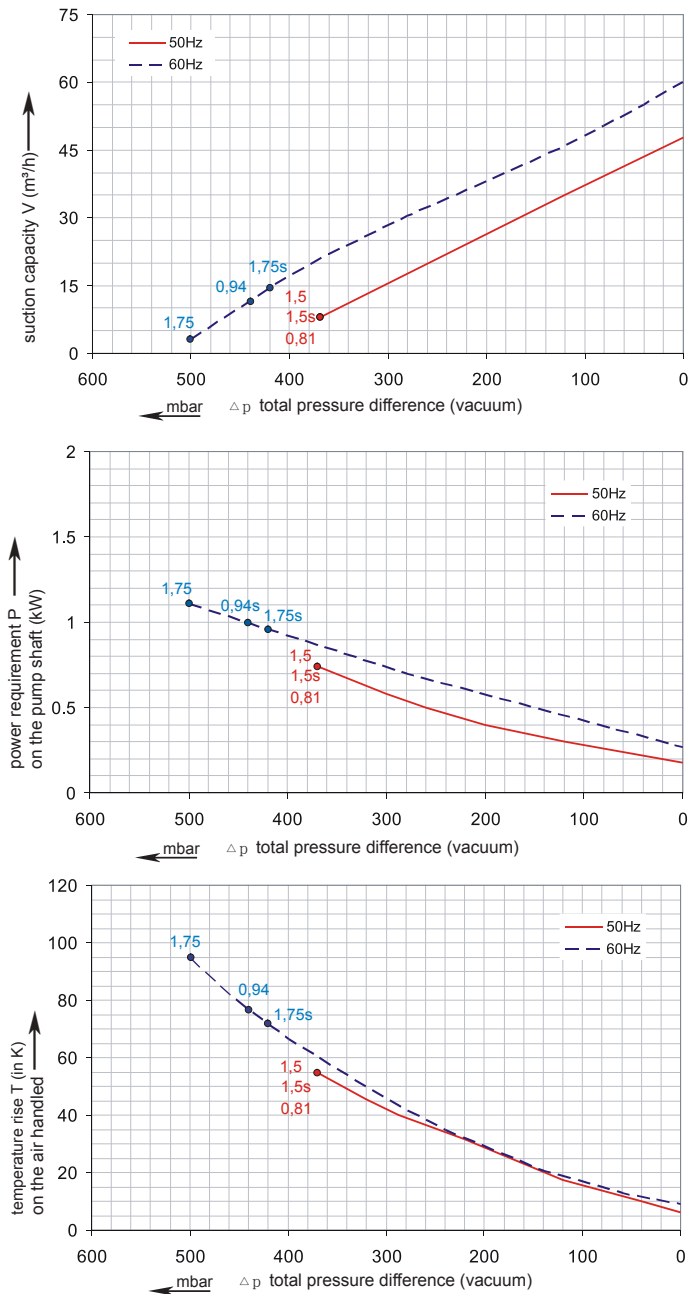 75
50Hz
60Hz
60
45
30
15
0
suction capacity V (m³/h)
1,75s
0,94
1,75
1,5
1,5s
0,81
600 500 400 300 200 100 0
mbar △p total pressure difference (vacuum)
2
50Hz
60Hz
1.5
1
0.5
0
power requirement P
on the pump shaft (kW)
1,75
0,94s
1,75s
1,5
1,5s
0,81
600 500 400 300 200 100 0
mbar △p total pressure difference (vacuum)
120
50Hz
60Hz
100
80
60
40
20
0
temperature rise T (in K)
on the air handled
1,75
0,94
1,75s
1,5
1,5s
0,81
600 500 400 300 200 100 0
mbar △p total pressure difference (vacuum)